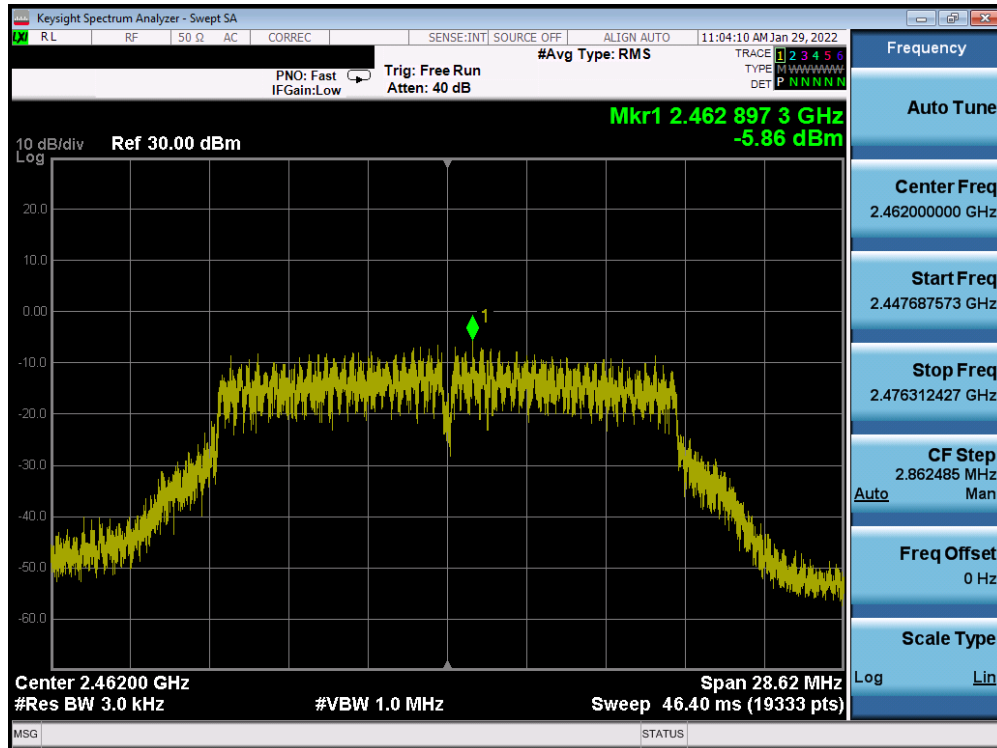 Keysight Spectrum Analyzer - Swept SA
LXI RL RF 50 Ω AC CORREC SENSE:INT SOURCE OFF ALIGN AUTO 11:04:10 AM Jan 29, 2022
#Avg Type: RMS
TRACE 1 2 3 4 5 6
TYPE M W W W W W
DET P N N N N N
PNO: Fast
IFGain:Low
Trig: Free Run
Atten: 40 dB
Mkr1 2.462 897 3 GHz
-5.86 dBm
10 dB/div Ref 30.00 dBm
Log
20.0
10.0
0.00
1
-10.0
-20.0
-30.0
-40.0
-50.0
-60.0
Center 2.46200 GHz Span 28.62 MHz
#Res BW 3.0 kHz #VBW 1.0 MHz Sweep 46.40 ms (19333 pts)
MSG STATUS
Frequency
Auto Tune
Center Freq
2.462000000 GHz
Start Freq
2.447687573 GHz
Stop Freq
2.476312427 GHz
CF Step
2.862485 MHz
Auto Man
Freq Offset
0 Hz
Scale Type
Log Lin